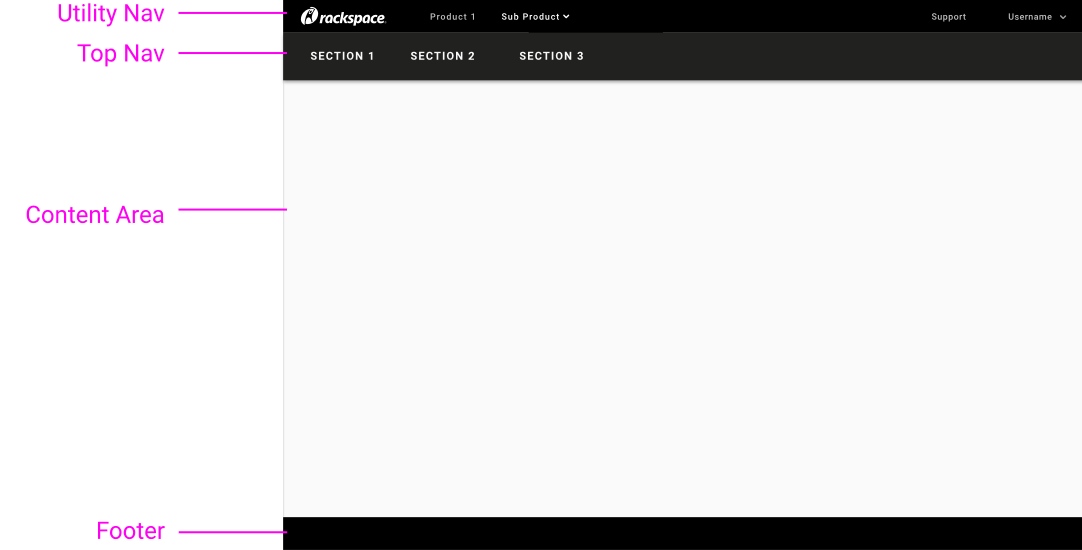 Utility Nav
rackspace. Product 1 Sub Product Support Username
Top Nav
SECTION 1 SECTION 2 SECTION 3
Content Area
Footer